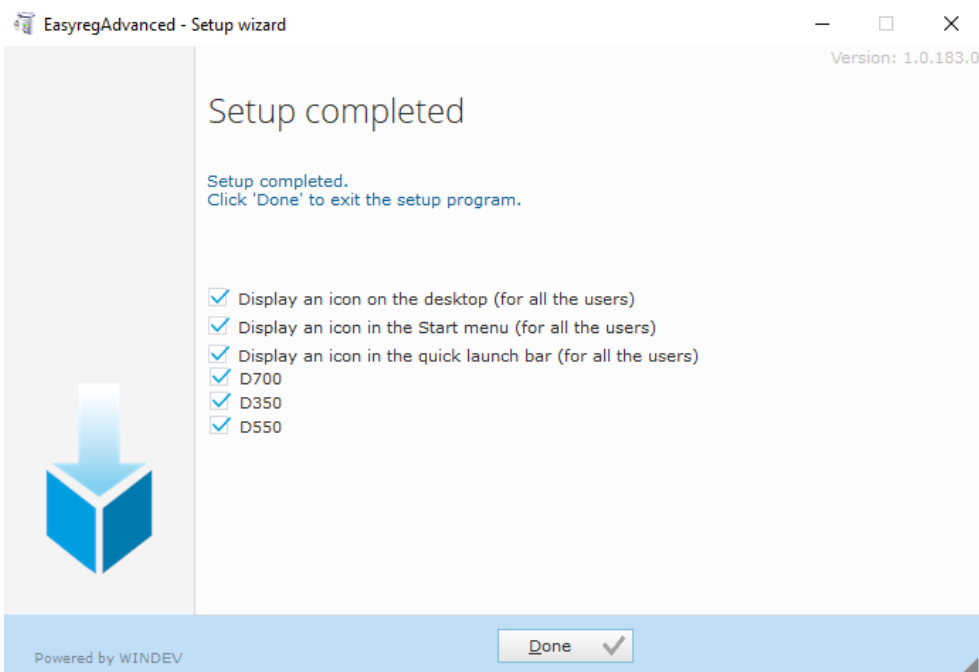 EasyregAdvanced - Setup wizard
Version: 1.0.183.0
Setup completed
Setup completed.
Click 'Done' to exit the setup program.
Display an icon on the desktop (for all the users)
Display an icon in the Start menu (for all the users)
Display an icon in the quick launch bar (for all the users)
D700
D350
D550
Done
Powered by WINDEV